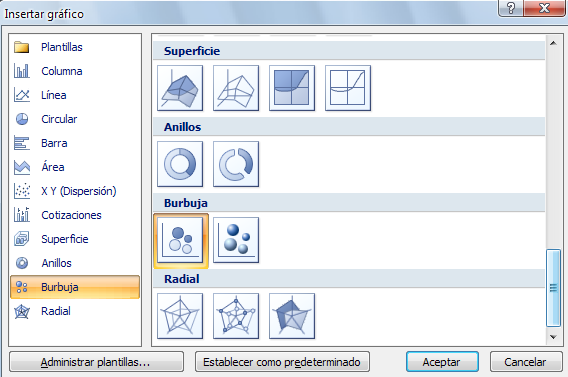 Insertar gráfico
Plantillas
Columna
Línea
Circular
Barra
Área
X Y (Dispersión)
Cotizaciones
Superficie
Anillos
Burbuja
Radial
Superficie
Anillos
Burbuja
Radial
Administrar plantillas...
Establecer como predeterminado
Aceptar
Cancelar